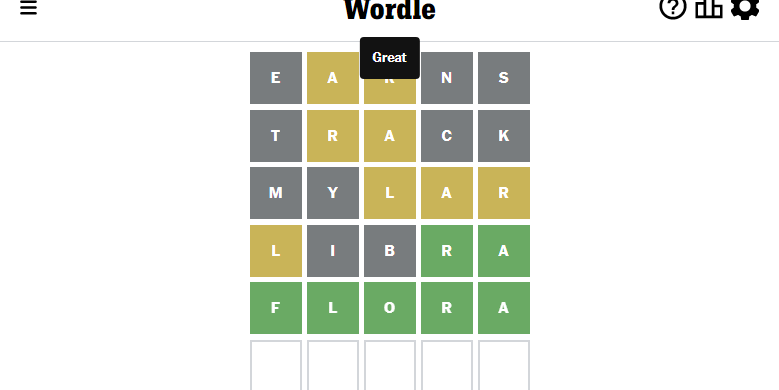 Wordle
Great
E A R N S
T R A C K
M Y L A R
L I B R A
F L O R A